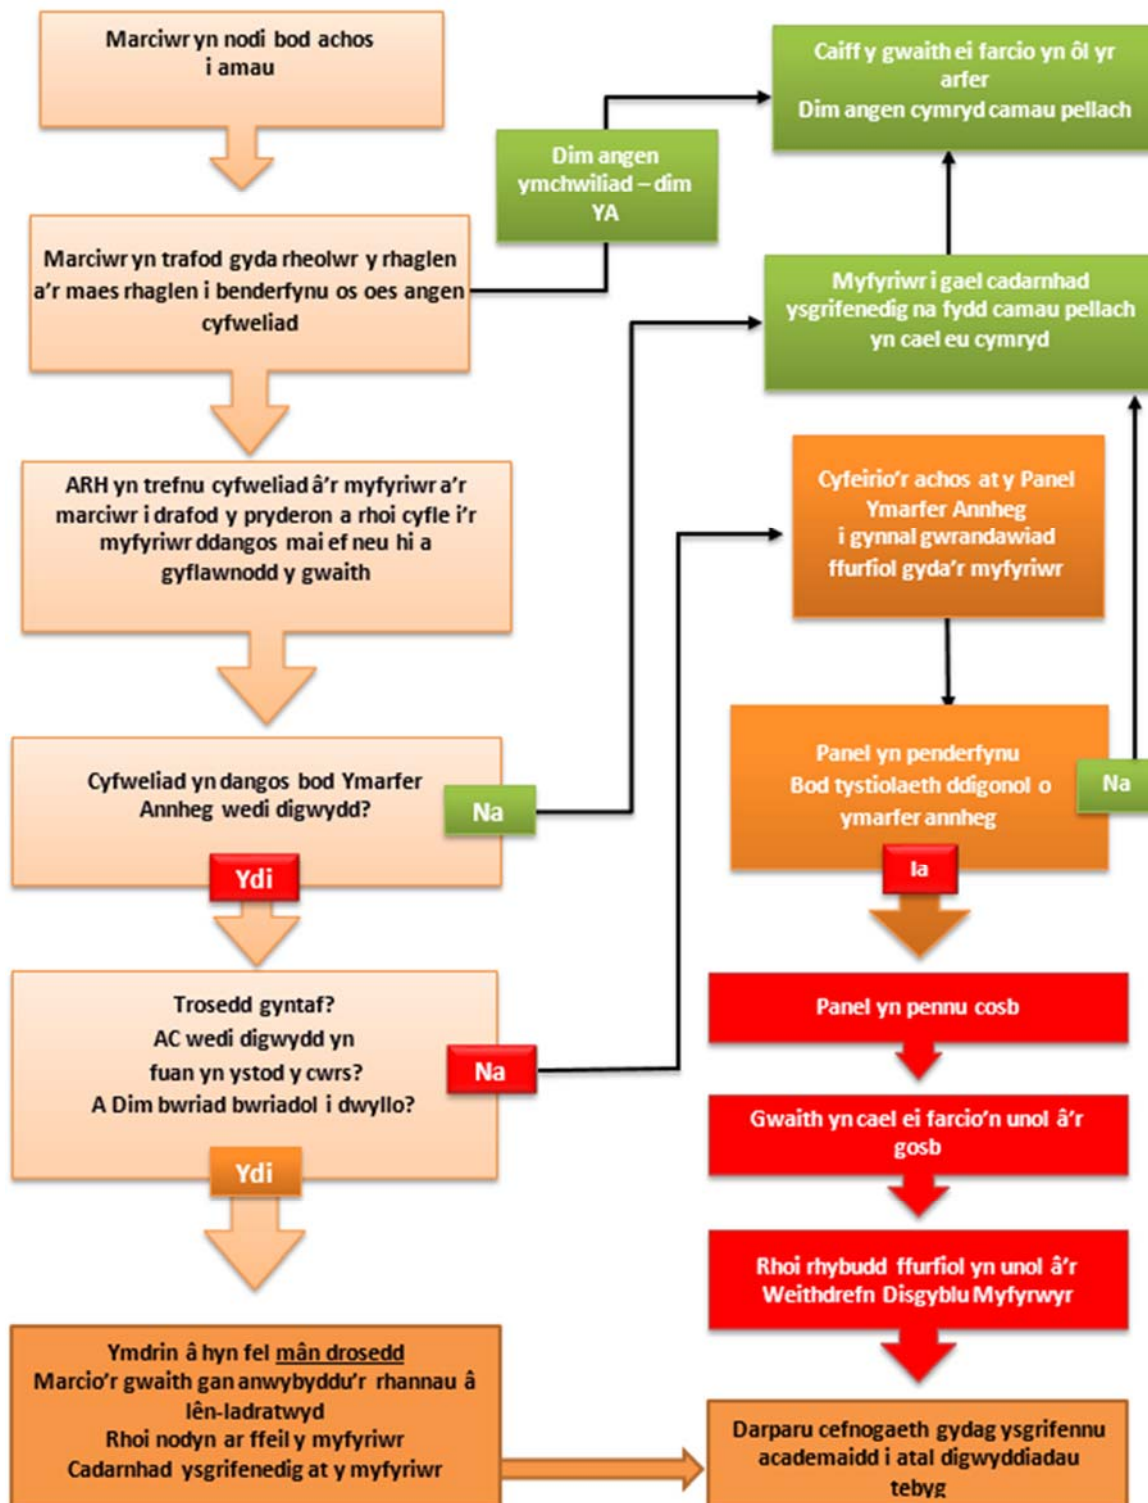 Marciwr yn nodi bod achos
i amau
Marciwr yn trafod gyda rheolwr y rhaglen
a'r maes rhaglen i benderfynu os oes angen
cyfweliad
Dim angen
ymchwiliad – dim
YA
Caiff y gwaith ei farcio yn ôl yr
arfer
Dim angen cymryd camau pellach
Myfyriwr i gael cadarnhad
ysgrifenedig na fydd camau pellach
yn cael eu cymryd
ARH yn trefnu cyfweliad â'r myfyriwr a'r
marciwr i drafod y pryderon a rhoi cyfle i'r
myfyriwr ddangos mai ef neu hi a
gyflawnodd y gwaith
Cyfweliad yn dangos bod Ymarfer
Annheg wedi digwydd?
Na
Ydi
Trosedd gyntaf?
AC wedi digwydd yn
fuan yn ystod y cwrs?
A Dim bwriad bwriadol i dwyllo?
Na
Ydi
Ymdrin â hyn fel mân drosedd
Marcio'r gwaith gan anwybyddu'r rhannau â
lên-ladratwyd
Rhoi nodyn ar ffeil y myfyriwr
Cadarnhad ysgrifenedig at y myfyriwr
Cyfeirio'r achos at y Panel
Ymarfer Annheg
i gynnal gwrandawiad
ffurfiol gyda'r myfyriwr
Panel yn penderfynu
Bod tystiolaeth ddigonol o
ymarfer annheg
Na
Ia
Panel yn pennu cosb
Gwaith yn cael ei farcio'n unol â'r
gosb
Rhoi rhybudd ffurfiol yn unol â'r
Weithdrefn Disgyblu Myfyrwyr
Darparu cefnogaeth gydag ysgrifennu
academaidd i atal digwyddiadau
tebyg